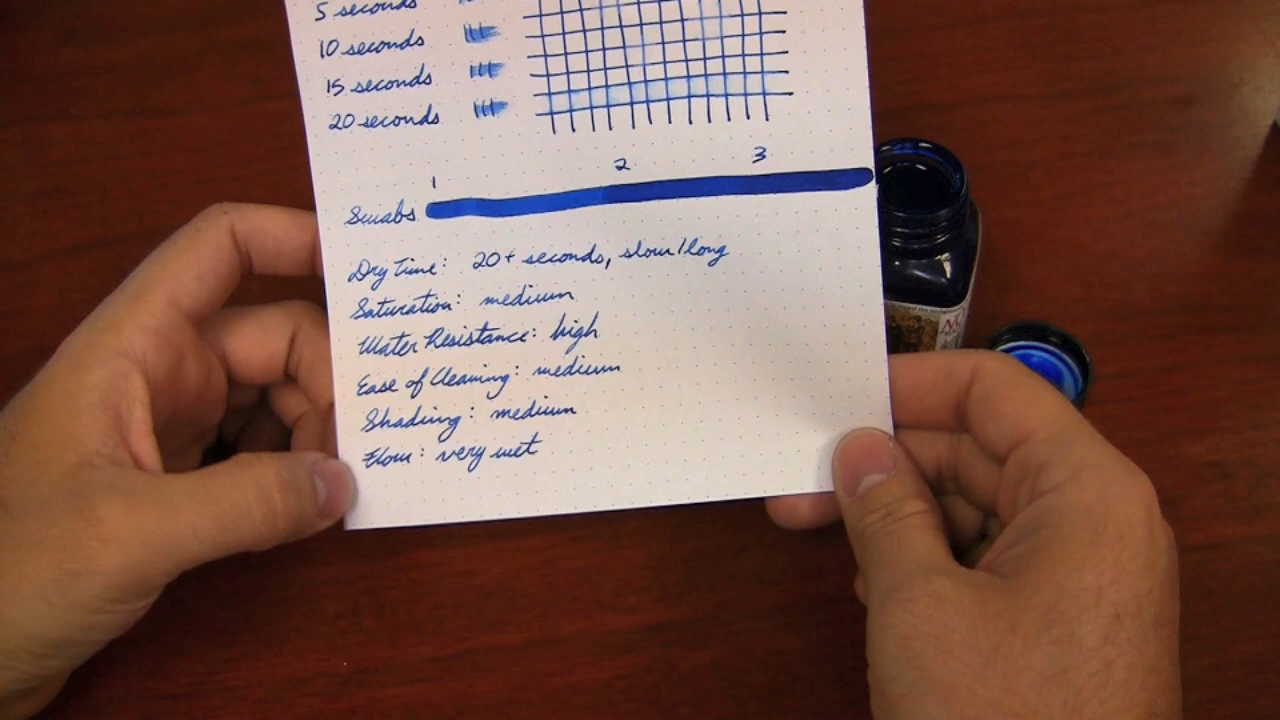 5 seconds
10 seconds
15 seconds
20 seconds
1 2 3
Swabs
Dry Time: 20+ seconds, slow/long
Saturation: medium
Water Resistance: high
Ease of Cleaning: medium
Shading: medium
Flow: very wet